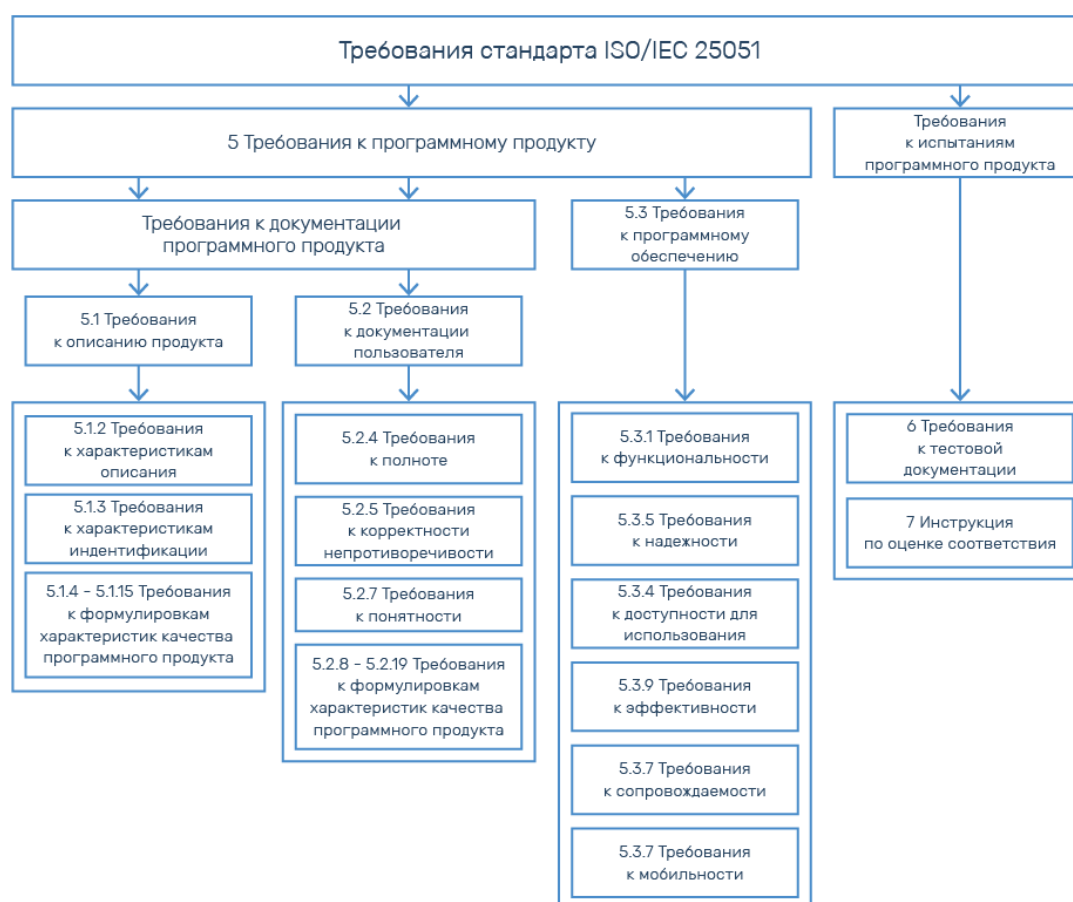 Требования стандарта ISO/IEC 25051
5 Требования к программному продукту
Требования
к испытаниям
программного продукта
Требования к документации
программного продукта
5.3 Требования
к программному
обеспечению
5.1 Требования
к описанию продукта
5.2 Требования
к документации
пользователя
5.1.2 Требования
к характеристикам
описания
5.1.3 Требования
к характеристикам
индентификации
5.1.4 - 5.1.15 Требования
к формулировкам
характеристик качества
программного продукта
5.2.4 Требования
к полноте
5.2.5 Требования
к корректности
непротиворечивости
5.2.7 Требования
к понятности
5.2.8 - 5.2.19 Требования
к формулировкам
характеристик качества
программного продукта
5.3.1 Требования
к функциональности
5.3.5 Требования
к надежности
5.3.4 Требования
к доступности для
использования
5.3.9 Требования
к эффективности
5.3.7 Требования
к сопровождаемости
5.3.7 Требования
к мобильности
6 Требования
к тестовой
документации
7 Инструкция
по оценке соответствия